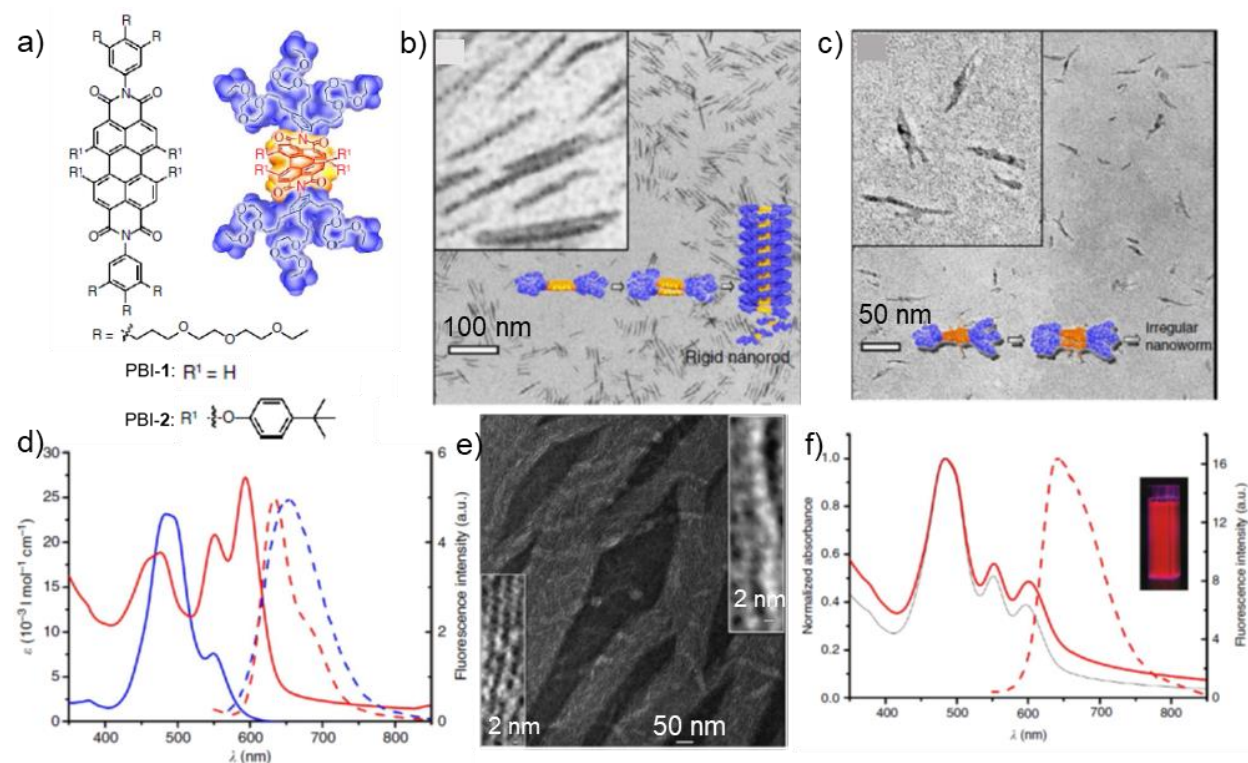 a)
R
R
R
O
N
O
R¹
R¹
R¹
R¹
O
N
O
R
R
R
R¹
R¹
R¹
R =
O
O
O
PBI-1: R¹ = H
PBI-2: R¹
O
b)
100 nm
Rigid nanorod
c)
50 nm
Irregular
nanoworm
d)
30
25
20
15
10
5
0
ε (10⁻³ l mol⁻¹ cm⁻¹)
6
4
2
0
Fluorescence intensity (a.u.)
400
500
600
700
800
λ (nm)
e)
2 nm
2 nm
50 nm
f)
1.0
0.8
0.6
0.4
0.2
0.0
Normalized absorbance
16
12
8
4
0
Fluorescence intensity (a.u.)
400
500
600
700
800
λ (nm)